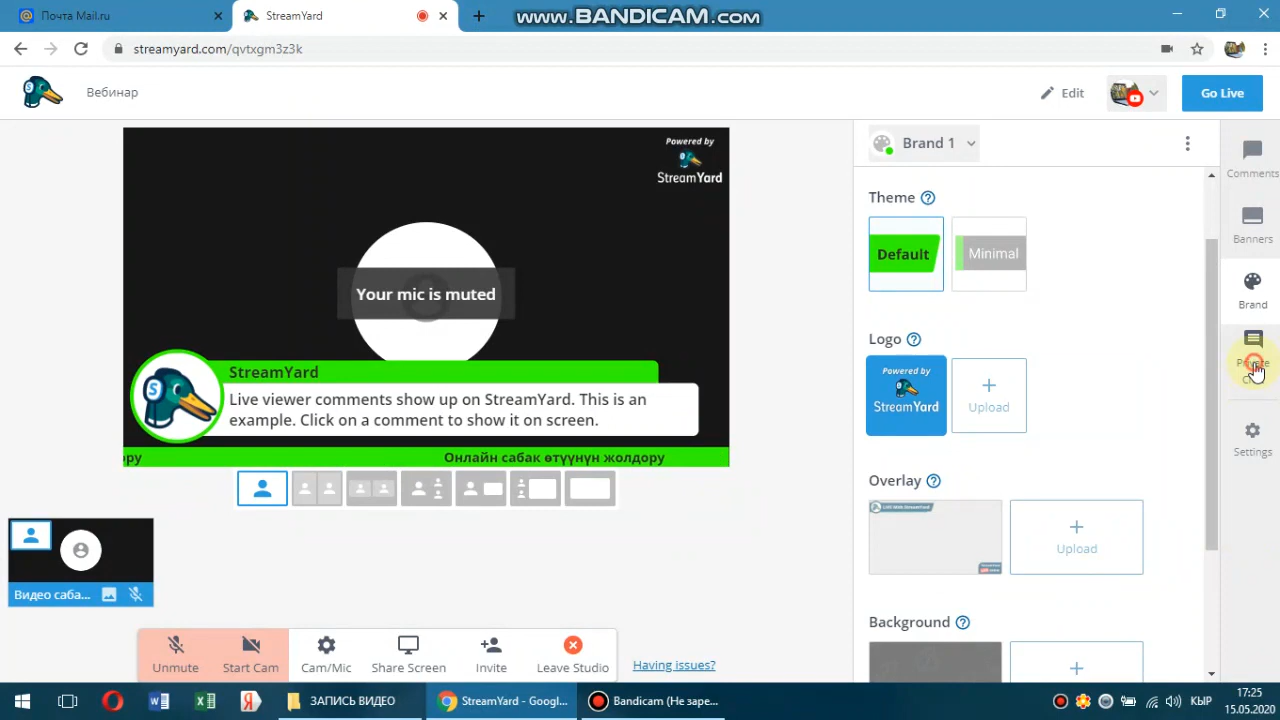 Почта Mail.ru
StreamYard
www.BANDICAM.com
streamyard.com/qvtxgm3z3k
Вебинар
Edit
Go Live
Powered by
StreamYard
Your mic is muted
StreamYard
Live viewer comments show up on StreamYard. This is an
example. Click on a comment to show it on screen.
ору
Онлайн сабак өтүүнүн жолдору
Видео саба...
Unmute
Start Cam
Cam/Mic
Share Screen
Invite
Leave Studio
Having issues?
Brand 1
Theme
Default
Minimal
Logo
Powered by
StreamYard
Upload
Overlay
LIVE With StreamYard
Upload
Background
Comments
Banners
Brand
Private
Settings
ЗАПИСЬ ВИДЕО
StreamYard - Googl...
Bandicam (Не заре...
КЫР
17:25
15.05.2020